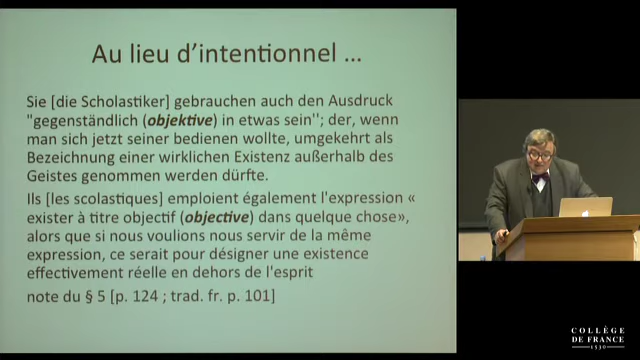 Au lieu d'intentionnel ...
Sie [die Scholastiker] gebrauchen auch den Ausdruck
"gegenständlich (objektive) in etwas sein"; der, wenn
man sich jetzt seiner bedienen wollte, umgekehrt als
Bezeichnung einer wirklichen Existenz außerhalb des
Geistes genommen werden dürfte.
Ils [les scolastiques] emploient également l'expression «
exister à titre objectif (objective) dans quelque chose»,
alors que si nous voulions nous servir de la même
expression, ce serait pour désigner une existence
effectivement réelle en dehors de l'esprit
note du § 5 [p. 124 ; trad. fr. p. 101]
COLLÈGE
DE FRANCE
1530